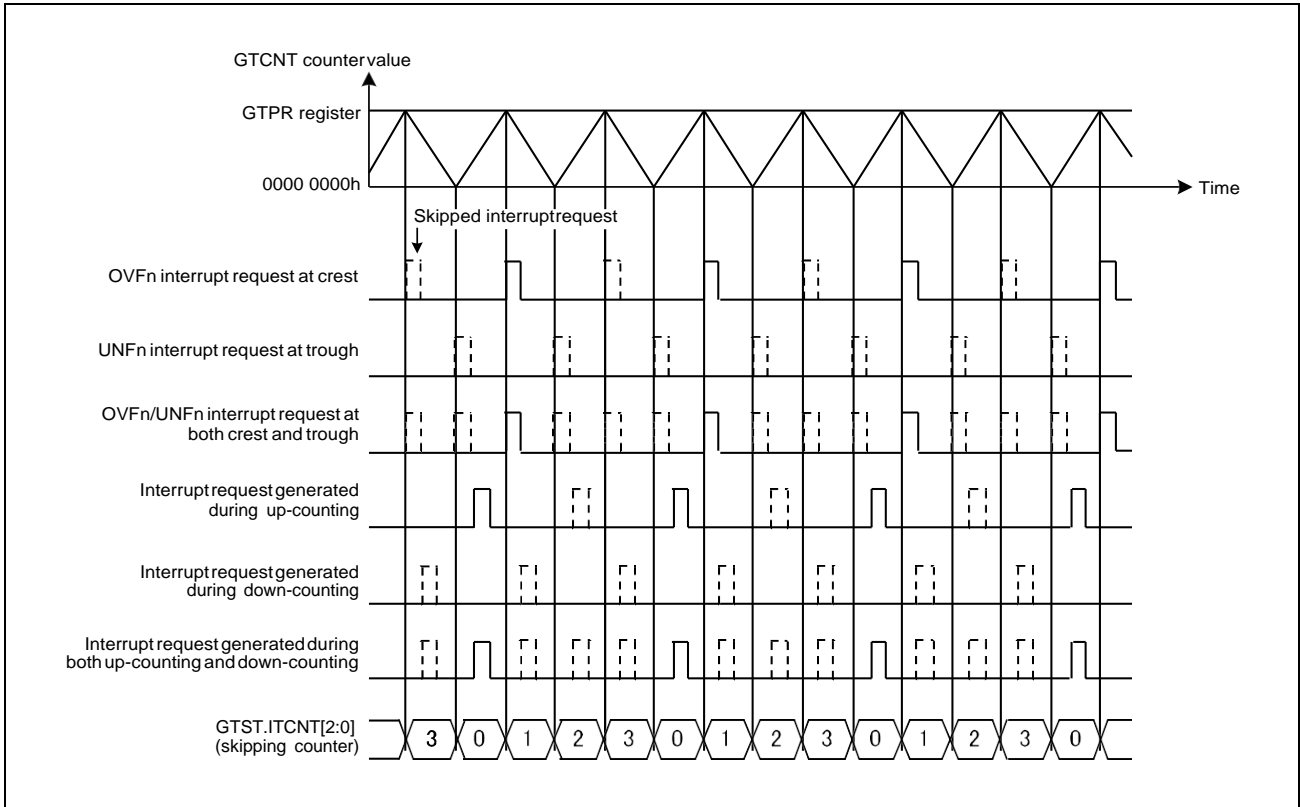 GTCNT counter value
GTPR register
0000 0000h
Time
Skipped interrupt request
OVFn interrupt request at crest
UNFn interrupt request at trough
OVFn/UNFn interrupt request at
both crest and trough
Interrupt request generated
during up-counting
Interrupt request generated
during down-counting
Interrupt request generated during
both up-counting and down-counting
GTST.ITCNT[2:0]
(skipping counter)
3 0 1 2 3 0 1 2 3 0 1 2 3 0